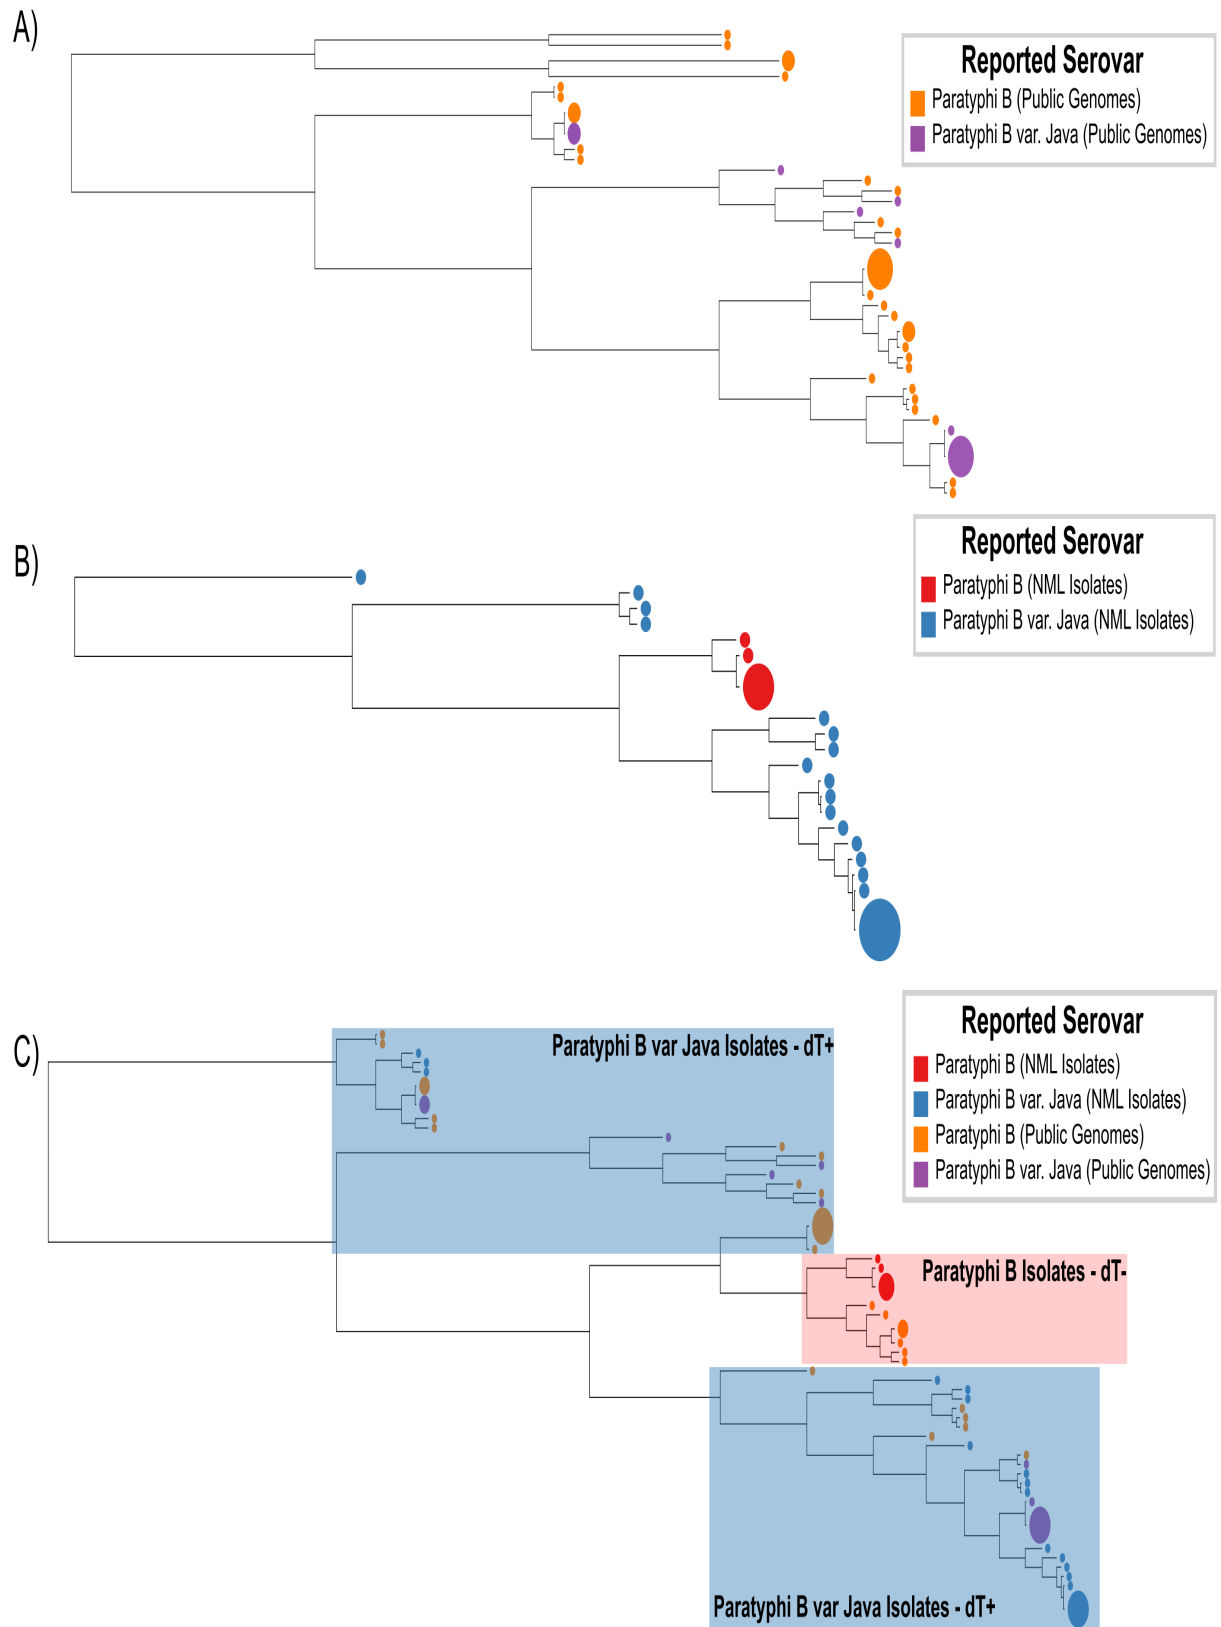 A)
Reported Serovar
Paratyphi B (Public Genomes)
Paratyphi B var. Java (Public Genomes)
B)
Reported Serovar
Paratyphi B (NML Isolates)
Paratyphi B var. Java (NML Isolates)
C)
Paratyphi B var Java Isolates - dT+
Reported Serovar
Paratyphi B (NML Isolates)
Paratyphi B var. Java (NML Isolates)
Paratyphi B (Public Genomes)
Paratyphi B var. Java (Public Genomes)
Paratyphi B Isolates - dT-
Paratyphi B var Java Isolates - dT+